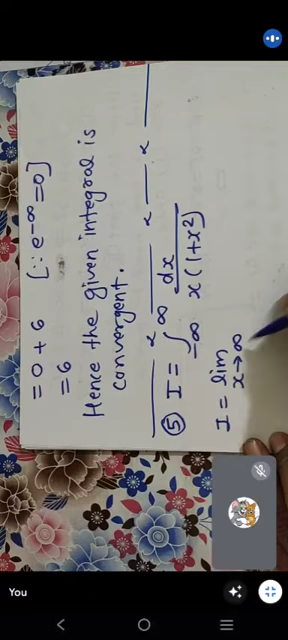 = 0 + 6 [∵ e^-∞ = 0]
= 6
Hence the given integral is
convergent.
⑤ I = ∫_{-∞}^{∞} dx / x(1+x²)
I = lim x→∞
You